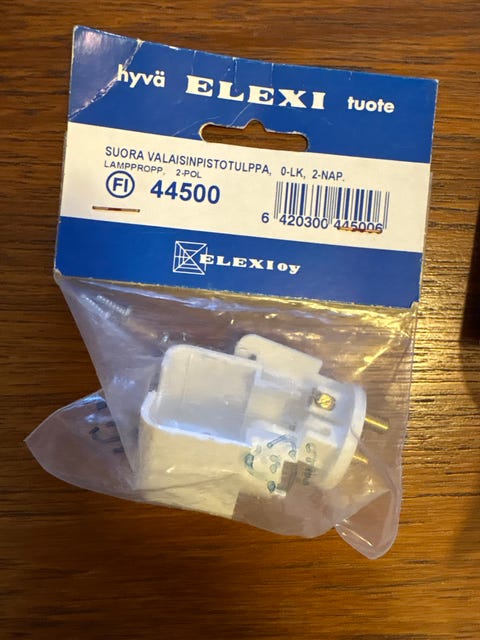 hyvä ELEXI tuote
SUORA VALAISINPISTOTULPPA, 0-LK, 2-NAP.
LAMPPROPP, 2-POL
FI 44500
6 420300 445006
ELEXI oy